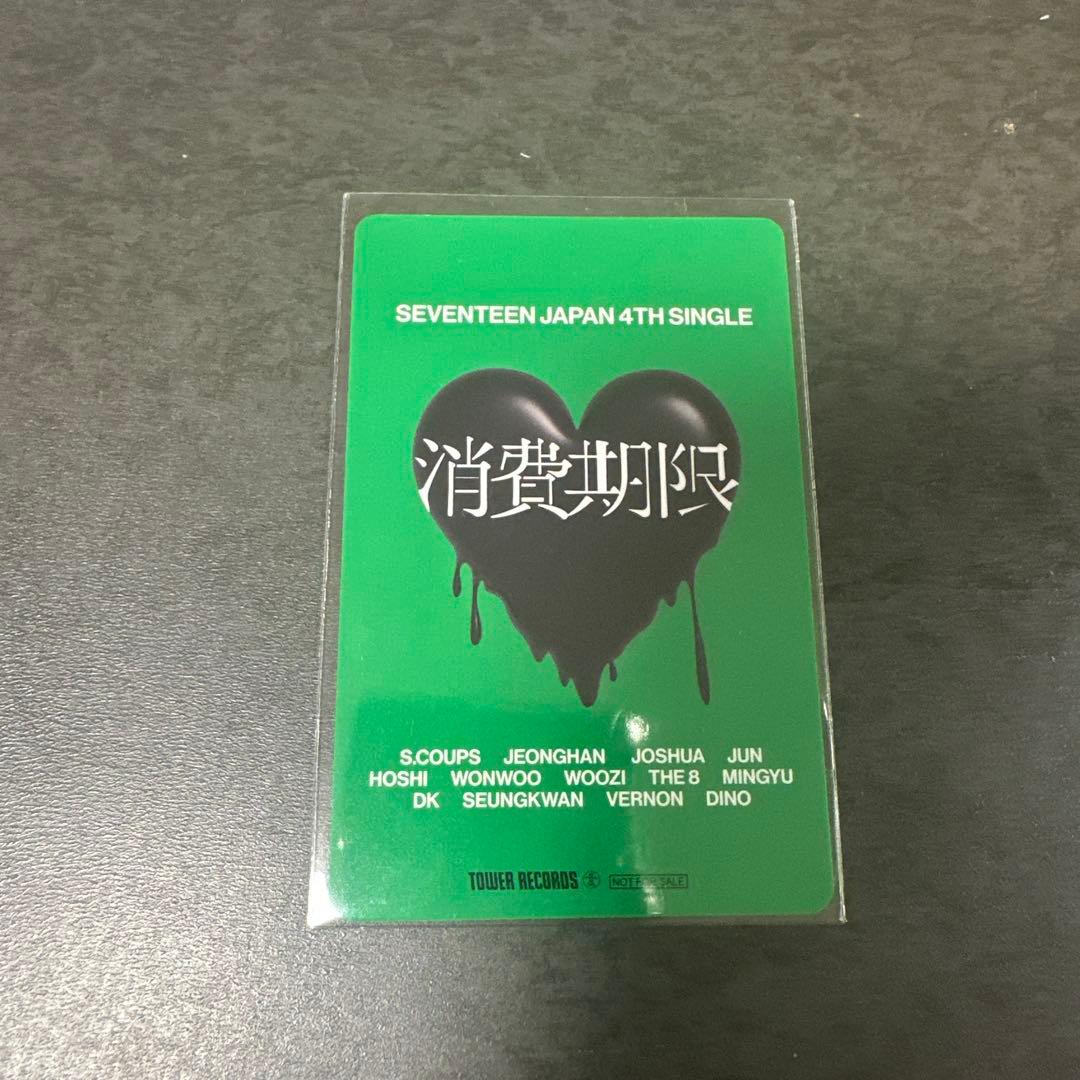 SEVENTEEN JAPAN 4TH SINGLE
消費期限
S.COUPS JEONGHAN JOSHUA JUN
HOSHI WONWOO WOOZI THE 8 MINGYU
DK SEUNGKWAN VERNON DINO
TOWER RECORDS NOT FOR SALE